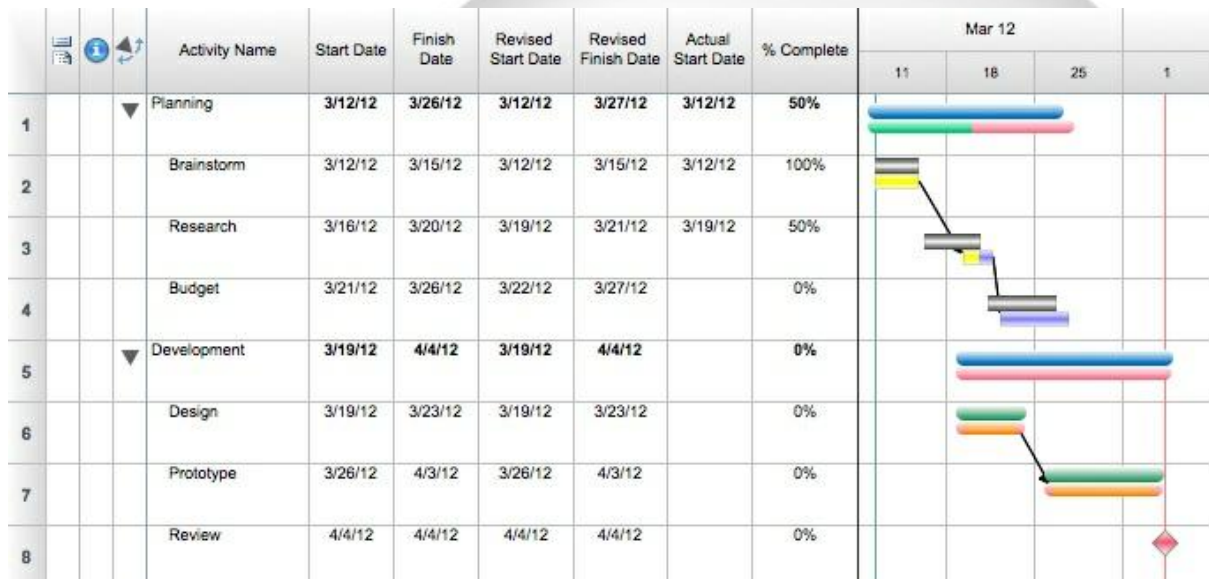 Mar 12
Activity Name Start Date Finish Date Revised Start Date Revised Finish Date Actual Start Date % Complete
11 18 25 1
1 Planning 3/12/12 3/26/12 3/12/12 3/27/12 3/12/12 50%
2 Brainstorm 3/12/12 3/15/12 3/12/12 3/15/12 3/12/12 100%
3 Research 3/16/12 3/20/12 3/19/12 3/21/12 3/19/12 50%
4 Budget 3/21/12 3/26/12 3/22/12 3/27/12 0%
5 Development 3/19/12 4/4/12 3/19/12 4/4/12 0%
6 Design 3/19/12 3/23/12 3/19/12 3/23/12 0%
7 Prototype 3/26/12 4/3/12 3/26/12 4/3/12 0%
8 Review 4/4/12 4/4/12 4/4/12 4/4/12 0%